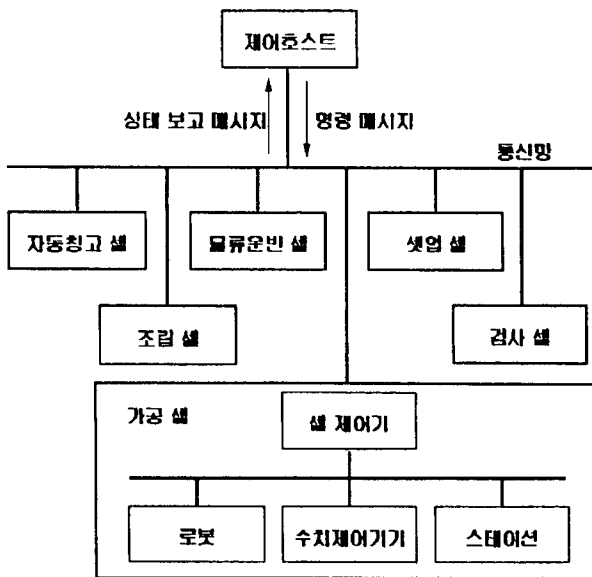 제어호스트
상태 보고 메시지
명령 메시지
통신망
자동창고 셀
물류운반 셀
셋업 셀
조립 셀
검사 셀
가공 셀
셀 제어기
로봇
수치제어기기
스테이션